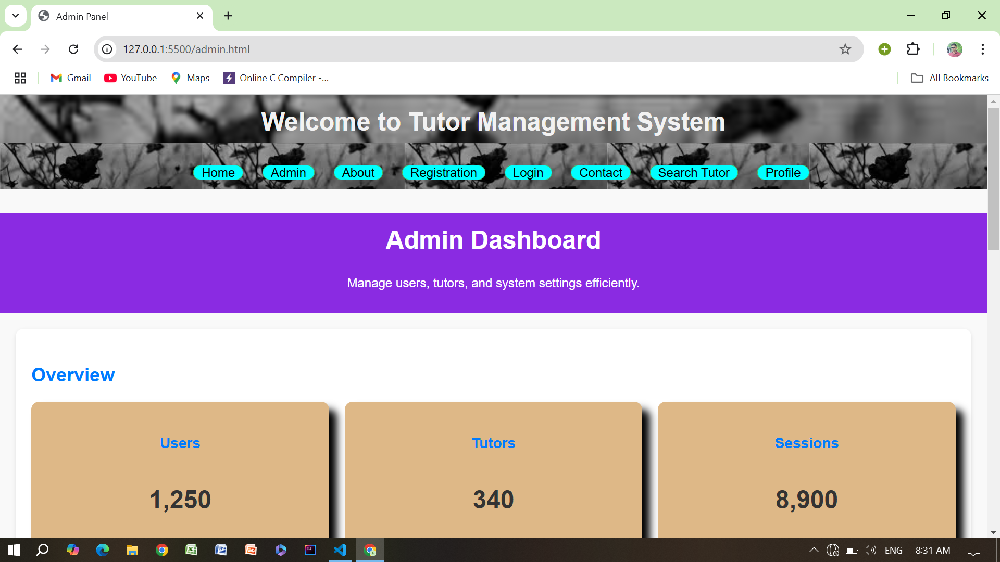 Admin Panel
127.0.0.1:5500/admin.html
Gmail YouTube Maps Online C Compiler -... All Bookmarks
Welcome to Tutor Management System
Home Admin About Registration Login Contact Search Tutor Profile
Admin Dashboard
Manage users, tutors, and system settings efficiently.
Overview
Users Tutors Sessions
1,250 340 8,900
ENG 8:31 AM